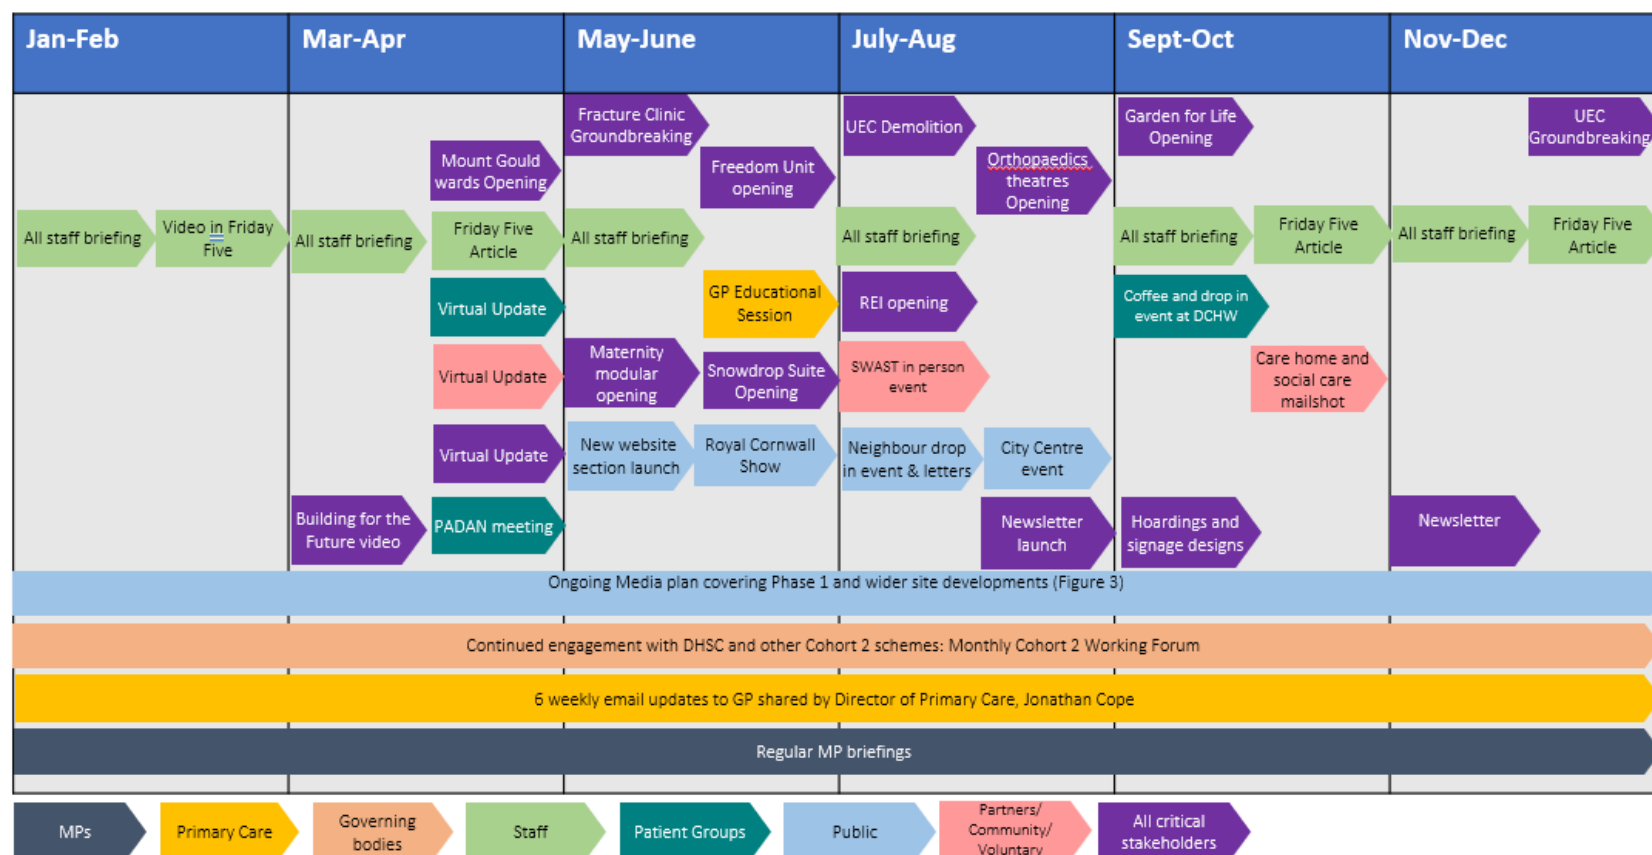 Jan-Feb
Mar-Apr
May-June
July-Aug
Sept-Oct
Nov-Dec
Fracture Clinic
Groundbreaking
UEC Demolition
Garden for Life
Opening
UEC
Groundbreaking
Mount Gould
wards Opening
Freedom Unit
opening
Orthopaedics
theatres
Opening
All staff briefing
Video in Friday
Five
All staff briefing
Friday Five
Article
All staff briefing
All staff briefing
All staff briefing
Friday Five
Article
All staff briefing
Friday Five
Article
Virtual Update
GP Educational
Session
REI opening
Coffee and drop in
event at DCHW
Virtual Update
Maternity
modular
opening
Snowdrop Suite
Opening
SWAST in person
event
Care home and
social care
mailshot
Virtual Update
New website
section launch
Royal Cornwall
Show
Neighbour drop
in event & letters
City Centre
event
Building for the
Future video
PADAN meeting
Newsletter
launch
Hoardings and
signage designs
Newsletter
Ongoing Media plan covering Phase 1 and wider site developments (Figure 3)
Continued engagement with DHSC and other Cohort 2 schemes: Monthly Cohort 2 Working Forum
6 weekly email updates to GP shared by Director of Primary Care, Jonathan Cope
Regular MP briefings
MPs
Primary Care
Governing
bodies
Staff
Patient Groups
Public
Partners/
Community/
Voluntary
All critical
stakeholders